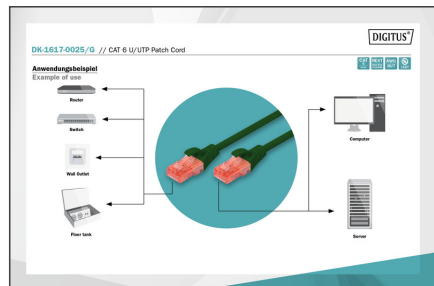 DIGITUS®
DK-1617-0025/G // CAT 6 U/UTP Patch Cord
Anwendungsbeispiel
Example of use
Router
Switch
Wall Outlet
Floor tank
Computer
Server